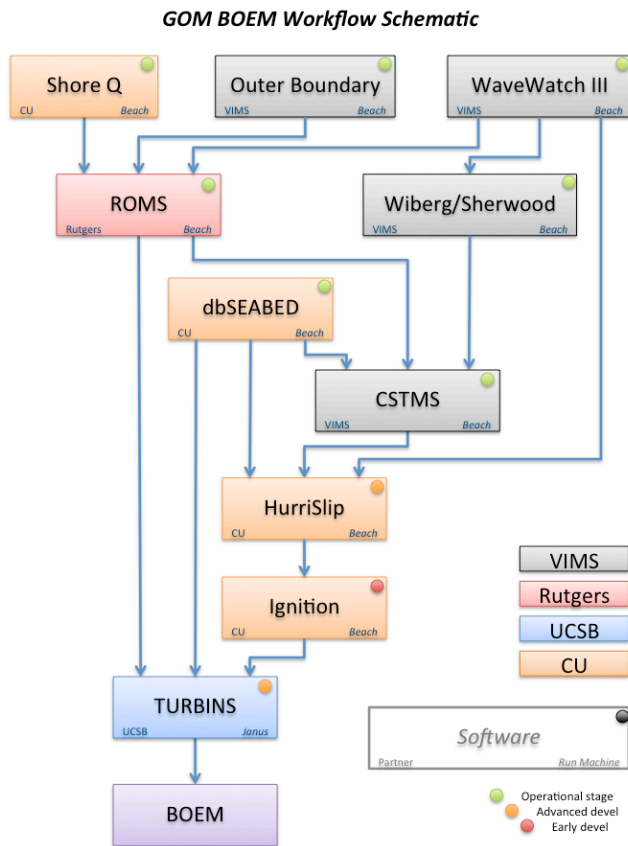 GOM BOEM Workflow Schematic
Shore Q
CU Beach
Outer Boundary
VIMS
WaveWatch III
VIMS Beach
ROMS
Rutgers Beach
Wiberg/Sherwood
VIMS Beach
dbSEABED
CU Beach
CSTMS
VIMS Beach
HurriSlip
CU Beach
Ignition
CU Beach
VIMS
Rutgers
UCSB
CU
TURBINS
UCSB Janus
Software
Partner Run Machine
BOEM
Operational stage
Advanced devel
Early devel